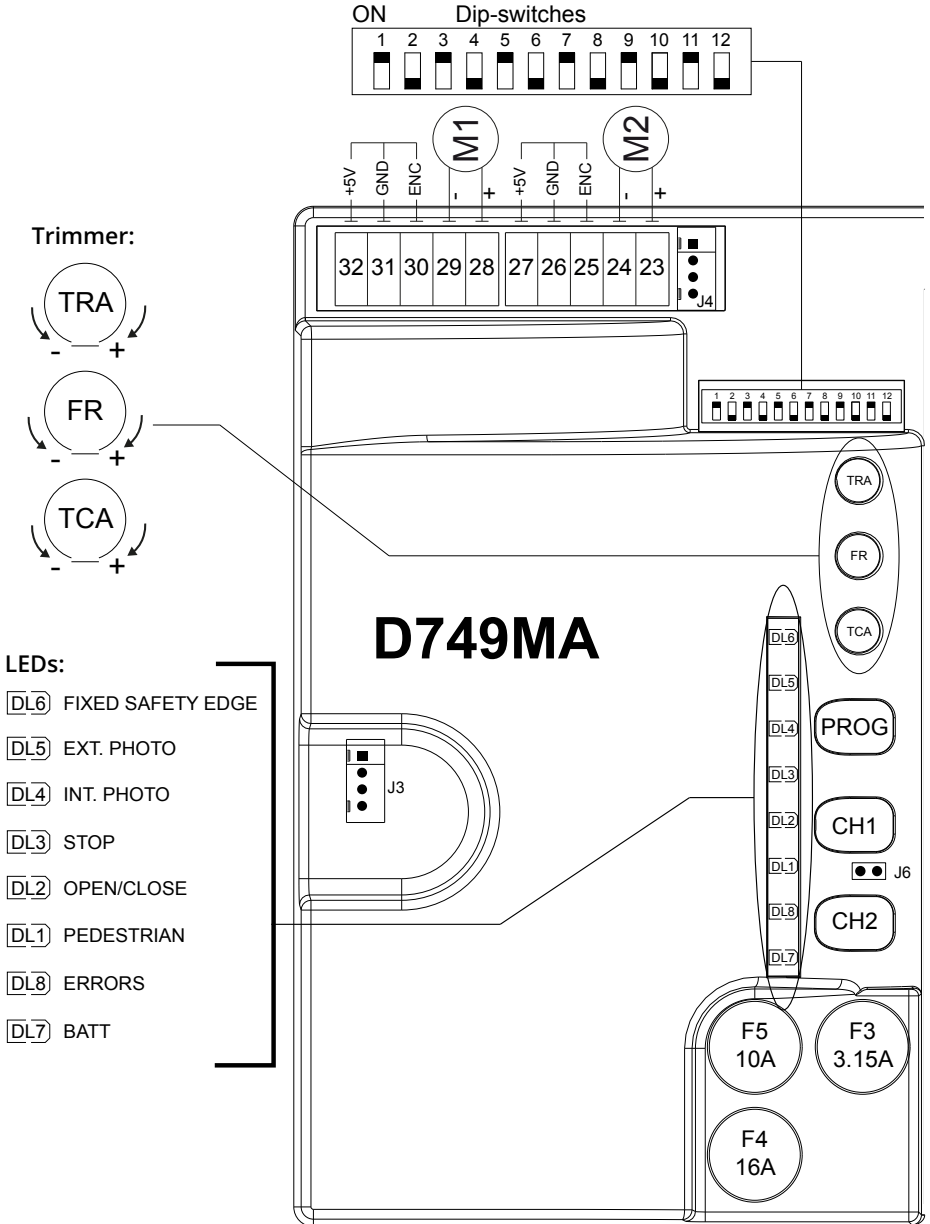 ON Dip-switches
1 2 3 4 5 6 7 8 9 10 11 12
M1 M2
+5V GND ENC - + +5V GND ENC - +
32 31 30 29 28 27 26 25 24 23
J4
Trimmer:
TRA
- +
FR
- +
TCA
- +
1 2 3 4 5 6 7 8 9 10 11 12
TRA
FR
TCA
D749MA
LEDs:
DL6 FIXED SAFETY EDGE
DL5 EXT. PHOTO
DL4 INT. PHOTO
DL3 STOP
DL2 OPEN/CLOSE
DL1 PEDESTRIAN
DL8 ERRORS
DL7 BATT
J3
DL6
DL5
DL4
DL3
DL2
DL1
DL8
DL7
PROG
CH1
J6
CH2
F5
10A
F3
3.15A
F4
16A